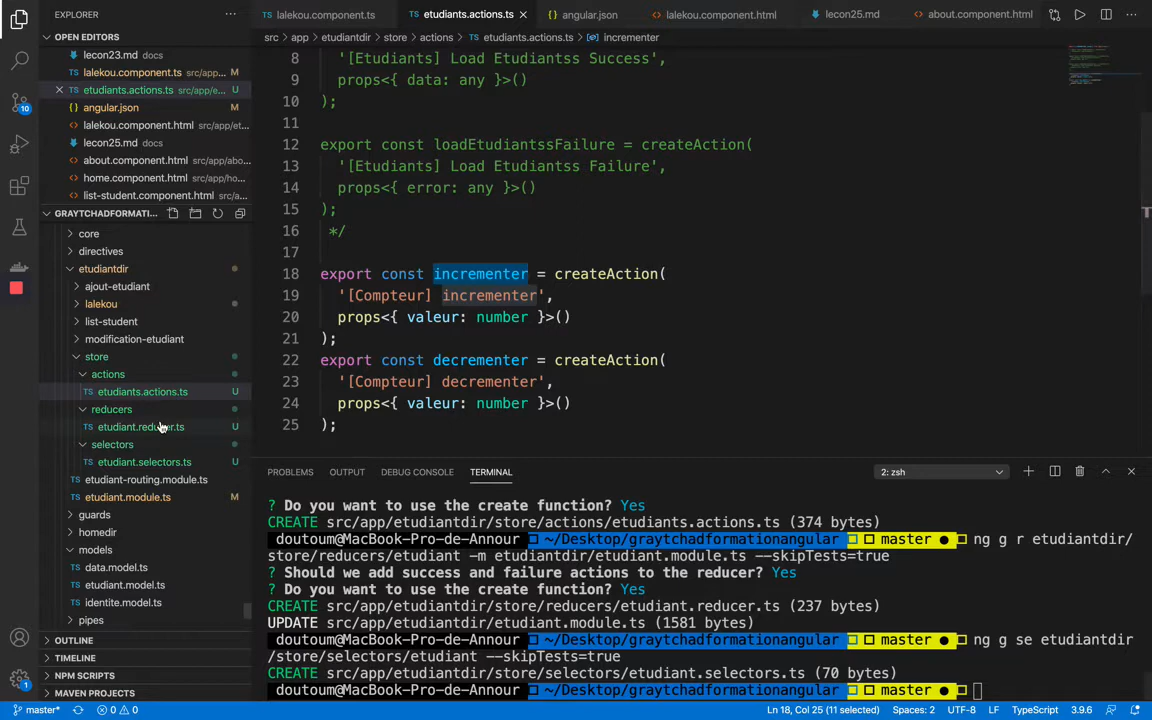 EXPLORER
lalekou.component.ts
etudiants.actions.ts
angular.json
lalekou.component.html
lecon25.md
about.component.html
OPEN EDITORS
src > app > etudiantdir > store > actions > etudiants.actions.ts > incrementer
lecon23.md docs
lalekou.component.ts src/app... M
etudiants.actions.ts src/app/e... U
angular.json M
lalekou.component.html src/app/et...
lecon25.md docs
about.component.html src/app/abo...
home.component.html src/app/ho...
list-student.component.html src/a...
GRAYTCHADFORMATI...
core
directives
etudiantdir
ajout-etudiant
lalekou
list-student
modification-etudiant
store
actions
etudiants.actions.ts U
reducers
etudiant.reducer.ts U
selectors
etudiant.selectors.ts U
etudiant-routing.module.ts
etudiant.module.ts M
guards
homedir
models
data.model.ts
etudiant.model.ts
identite.model.ts
pipes
OUTLINE
TIMELINE
NPM SCRIPTS
MAVEN PROJECTS
10
1
8 '[Etudiants] Load Etudiantss Success',
9 props<{ data: any }>()
10 );
11
12 export const loadEtudiantssFailure = createAction(
13 '[Etudiants] Load Etudiantss Failure',
14 props<{ error: any }>()
15 );
16 */
17
18 export const incrementer = createAction(
19 '[Compteur] incrementer',
20 props<{ valeur: number }>()
21 );
22 export const decrementer = createAction(
23 '[Compteur] decrementer',
24 props<{ valeur: number }>()
25 );
PROBLEMS OUTPUT DEBUG CONSOLE TERMINAL 2: zsh
? Do you want to use the create function? Yes
CREATE src/app/etudiantdir/store/actions/etudiants.actions.ts (374 bytes)
doutoum@MacBook-Pro-de-Annour ~/Desktop/graytchadformationangular master ● ng g r etudiantdir/
store/reducers/etudiant -m etudiantdir/etudiant.module.ts --skipTests=true
? Should we add success and failure actions to the reducer? Yes
? Do you want to use the create function? Yes
CREATE src/app/etudiantdir/store/reducers/etudiant.reducer.ts (237 bytes)
UPDATE src/app/etudiantdir/etudiant.module.ts (1581 bytes)
doutoum@MacBook-Pro-de-Annour ~/Desktop/graytchadformationangular master ● ng g se etudiantdir
/store/selectors/etudiant --skipTests=true
CREATE src/app/etudiantdir/store/selectors/etudiant.selectors.ts (70 bytes)
doutoum@MacBook-Pro-de-Annour ~/Desktop/graytchadformationangular master ●
master* 0 0 Ln 18, Col 25 (11 selected) Spaces: 2 UTF-8 LF TypeScript 3.9.6